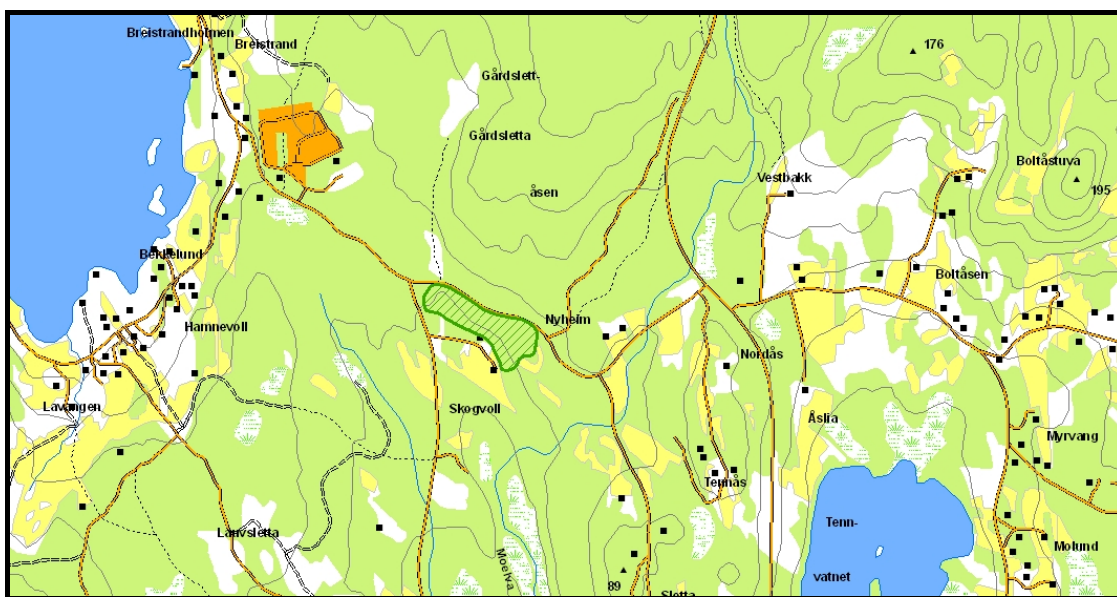 Breistrandholmen
Breistrand
176
Gårdslett-
Gårdsletta
åsen
Vestbakk
Boltåstuva
195
Bekkelund
Boltåsen
Hamnevoll
Nyheim
Nordås
Lavangen
Skogvoll
Åslia
Myrvang
Tennås
Lauvsletta
Tenn-
Molund
Moelva
vatnet
89
Sletta